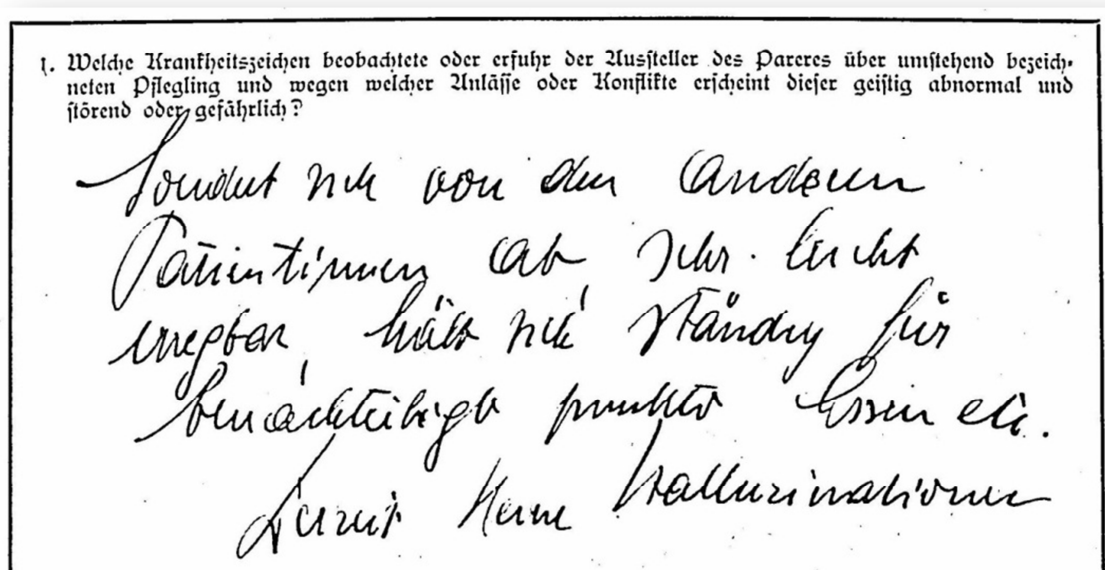 1. Welche Krankheitszeichen beobachtete oder erfuhr der Aussteller des Pareres über umstehend bezeich-
neten Pflegling und wegen welcher Anlässe oder Konflikte erscheint dieser geistig abnormal und
störend oder gefährlich?
Sondert sich von den anderen
Patientinnen ab, sehr leicht
erregbar, hält sich ständig für
benachteiligt punkto Essen etc.
Derzeit keine Halluzinationen